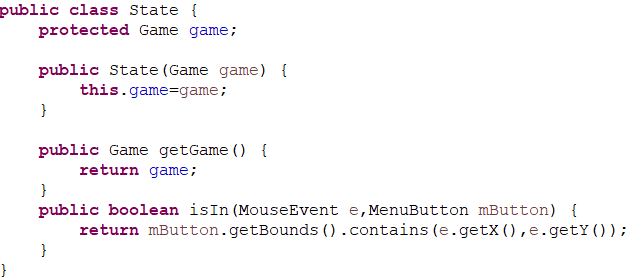 public class State {
    protected Game game;

    public State(Game game) {
        this.game=game;
    }

    public Game getGame() {
        return game;
    }
    public boolean isIn(MouseEvent e,MenuButton mButton) {
        return mButton.getBounds().contains(e.getX(),e.getY());
    }
}